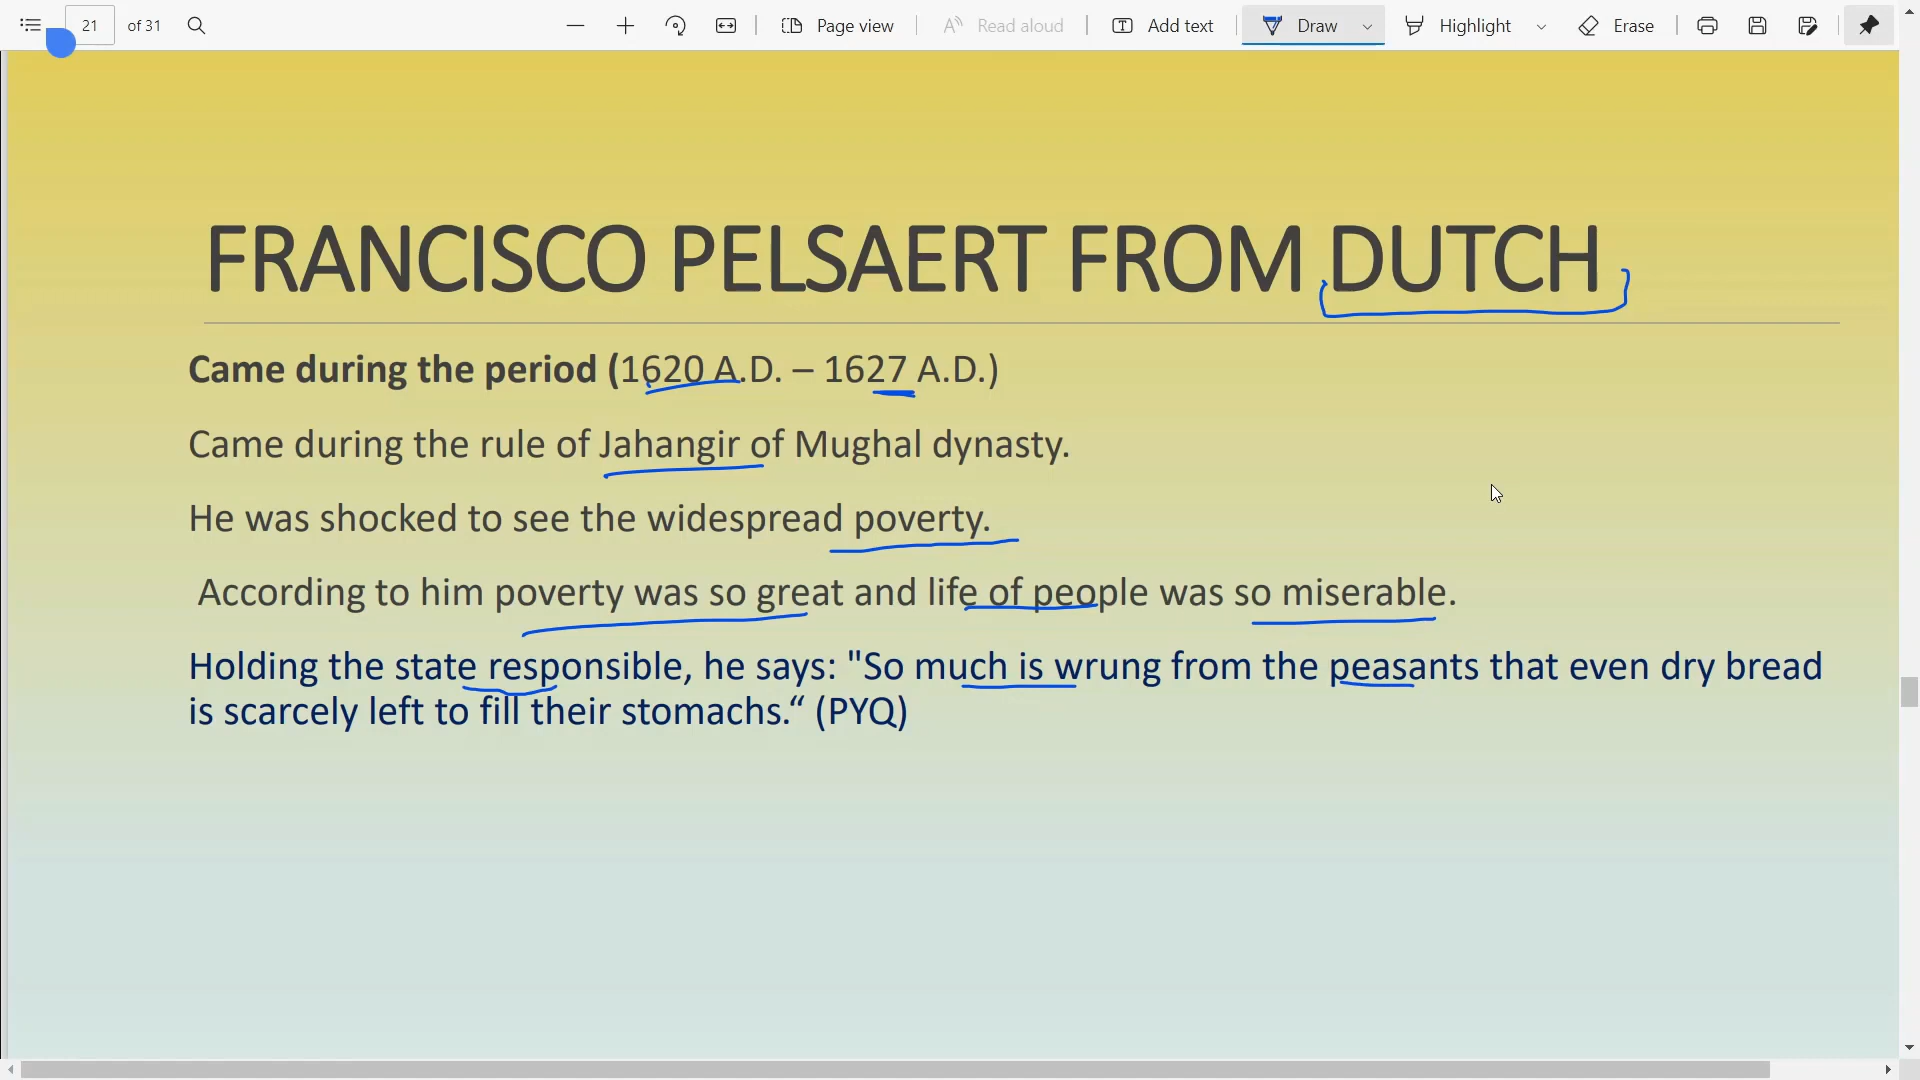 21 of 31 Page view Read aloud Add text Draw Highlight Erase
FRANCISCO PELSAERT FROM DUTCH
Came during the period (1620 A.D. – 1627 A.D.)
Came during the rule of Jahangir of Mughal dynasty.
He was shocked to see the widespread poverty.
According to him poverty was so great and life of people was so miserable.
Holding the state responsible, he says: "So much is wrung from the peasants that even dry bread
is scarcely left to fill their stomachs.“ (PYQ)